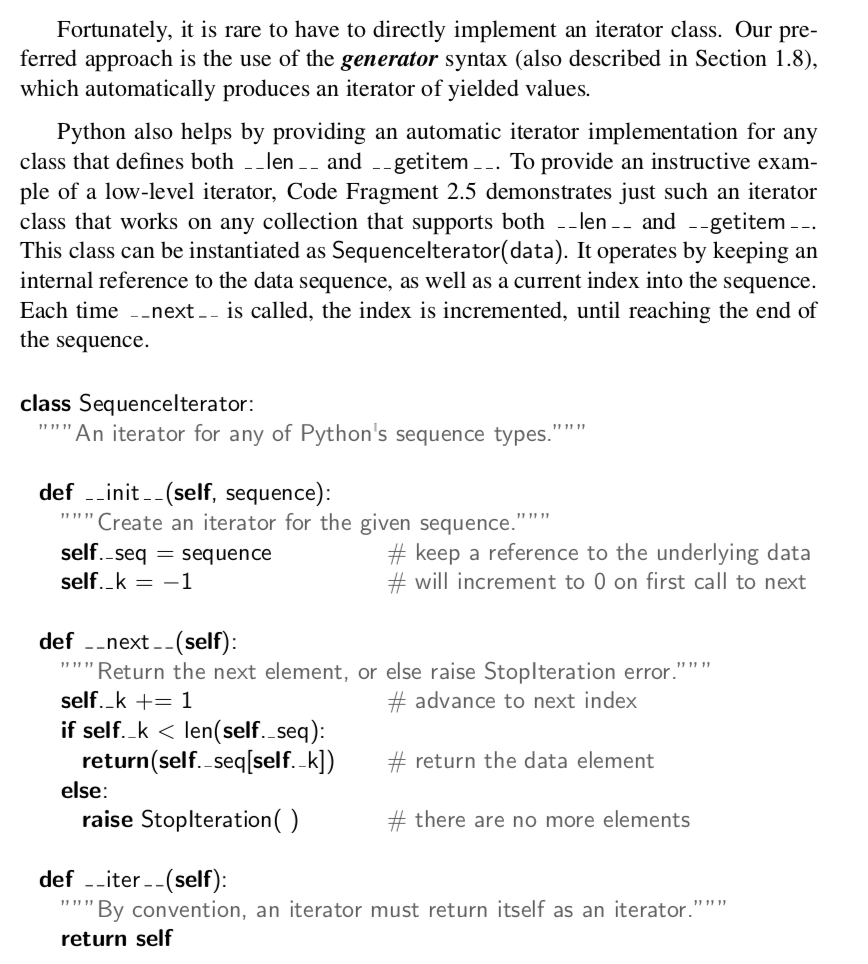 Fortunately, it is rare to have to directly implement an iterator class. Our pre-
ferred approach is the use of the generator syntax (also described in Section 1.8),
which automatically produces an iterator of yielded values.
Python also helps by providing an automatic iterator implementation for any
class that defines both __len__ and __getitem__. To provide an instructive exam-
ple of a low-level iterator, Code Fragment 2.5 demonstrates just such an iterator
class that works on any collection that supports both __len__ and __getitem__.
This class can be instantiated as SequenceIterator(data). It operates by keeping an
internal reference to the data sequence, as well as a current index into the sequence.
Each time __next__ is called, the index is incremented, until reaching the end of
the sequence.
class SequenceIterator:
"""An iterator for any of Python's sequence types."""
def __init__(self, sequence):
"""Create an iterator for the given sequence."""
self._seq = sequence # keep a reference to the underlying data
self._k = −1 # will increment to 0 on first call to next
def __next__(self):
"""Return the next element, or else raise StopIteration error."""
self._k += 1 # advance to next index
if self._k < len(self._seq):
return(self._seq[self._k]) # return the data element
else:
raise StopIteration( ) # there are no more elements
def __iter__(self):
"""By convention, an iterator must return itself as an iterator."""
return self